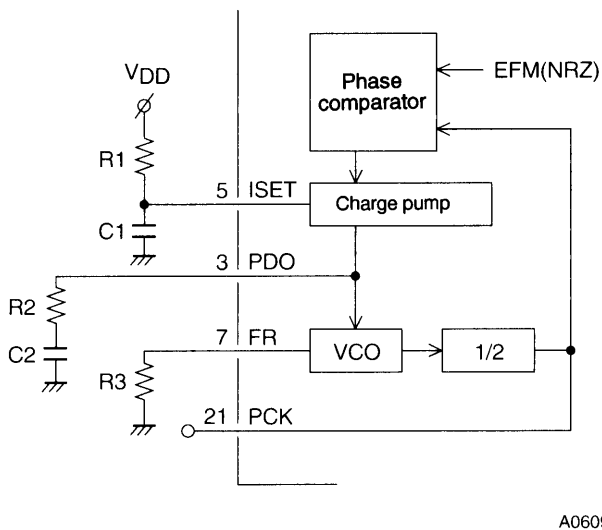 VDD
Phase comparator
EFM(NRZ)
R1
5 ISET
Charge pump
C1
3 PDO
R2
7 FR
VCO
1/2
C2
R3
21 PCK